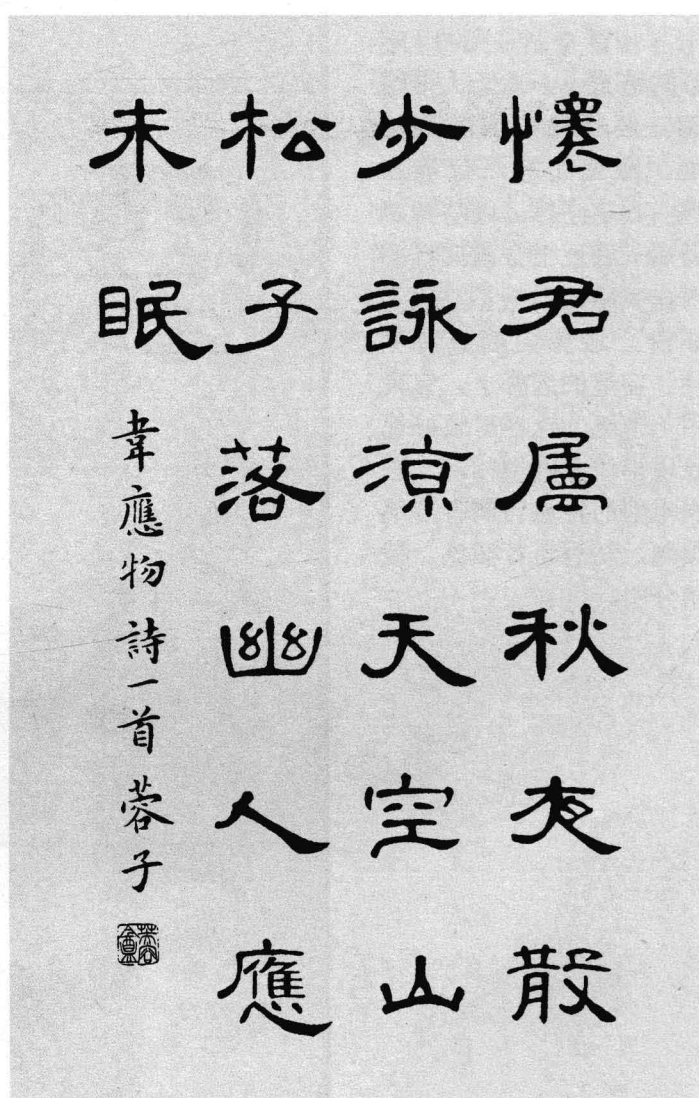 懷君屬秋夜散
步詠涼天空山
松子落幽人應
未眠
韋應物詩一首 蓉子